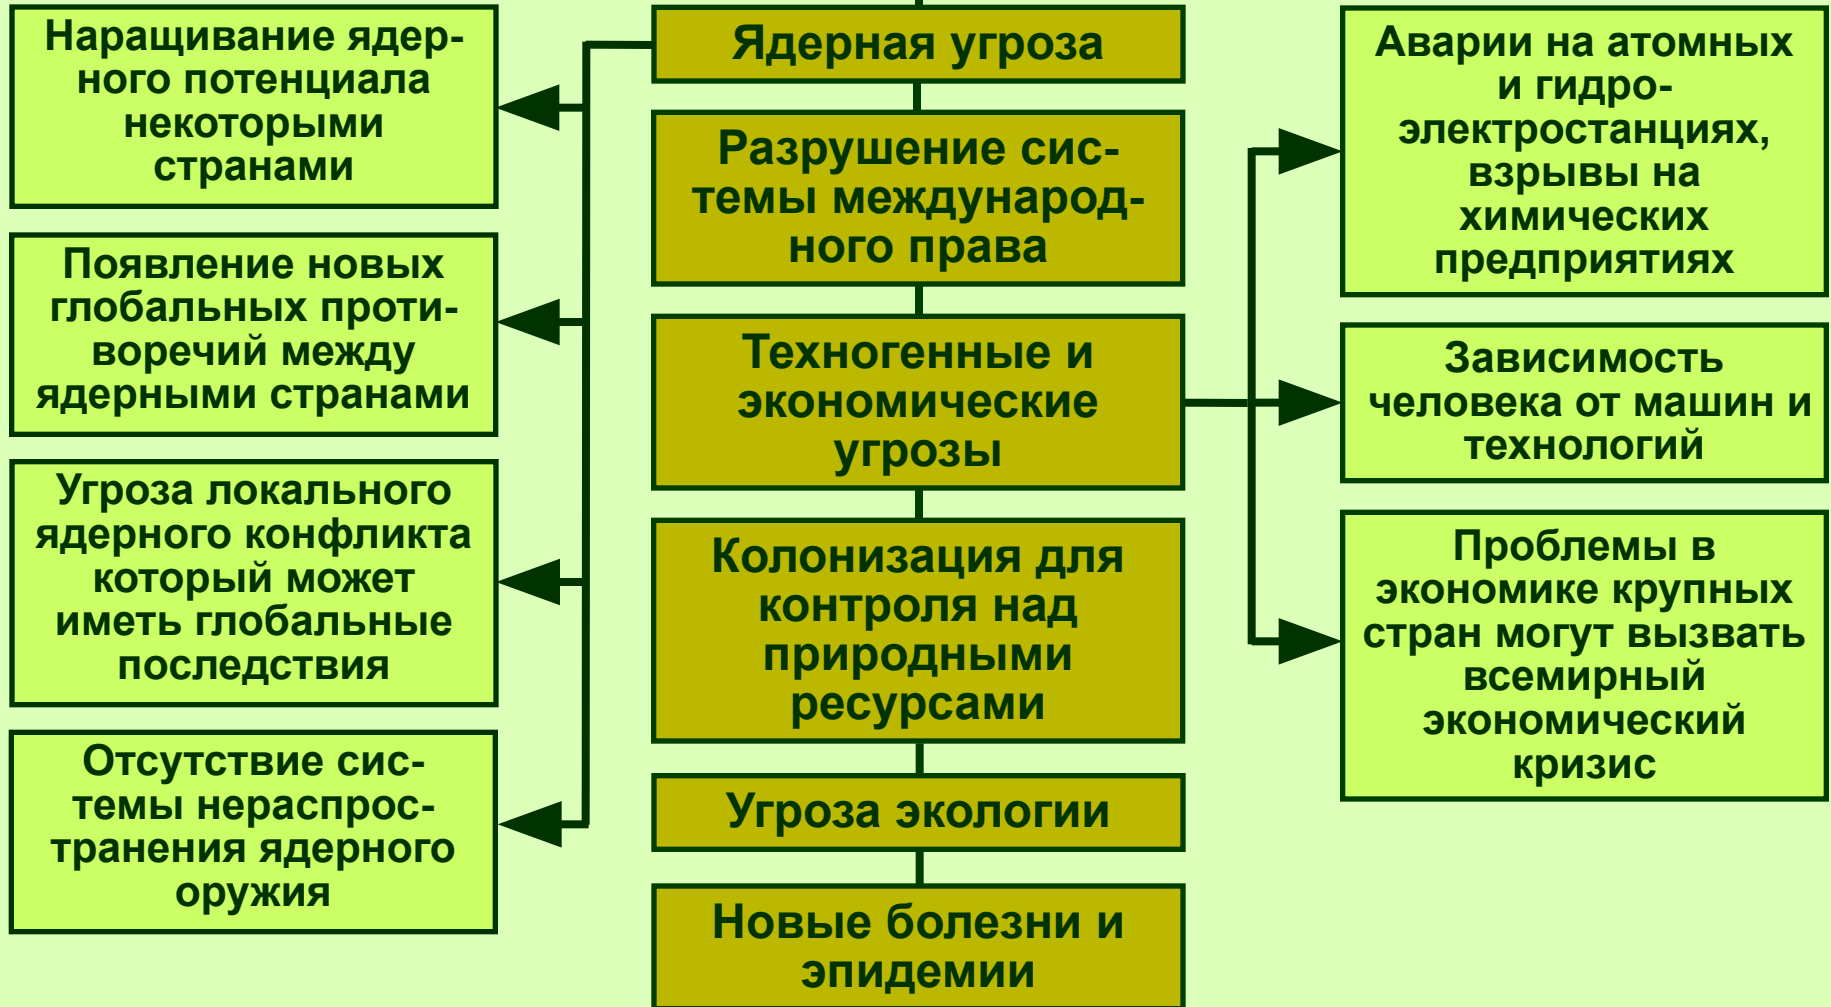 Наращивание ядер-
ного потенциала
некоторыми
странами
Появление новых
глобальных проти-
воречий между
ядерными странами
Угроза локального
ядерного конфликта
который может
иметь глобальные
последствия
Отсутствие сис-
темы нераспрос-
транения ядерного
оружия
Ядерная угроза
Разрушение сис-
темы международ-
ного права
Техногенные и
экономические
угрозы
Колонизация для
контроля над
природными
ресурсами
Угроза экологии
Новые болезни и
эпидемии
Аварии на атомных
и гидро-
электростанциях,
взрывы на
химических
предприятиях
Зависимость
человека от машин и
технологий
Проблемы в
экономике крупных
стран могут вызвать
всемирный
экономический
кризис